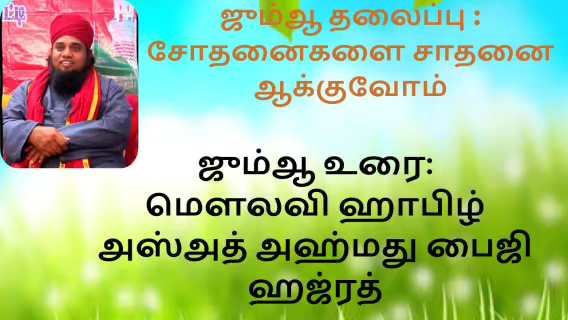 ஜும்ஆ தலைப்பு :
சோதனைகளை சாதனை
ஆக்குவோம்
ஜும்ஆ உரை:
மௌலவி ஹாபிழ்
அஸ்அத் அஹ்மது பைஜி
ஹஜ்ரத்